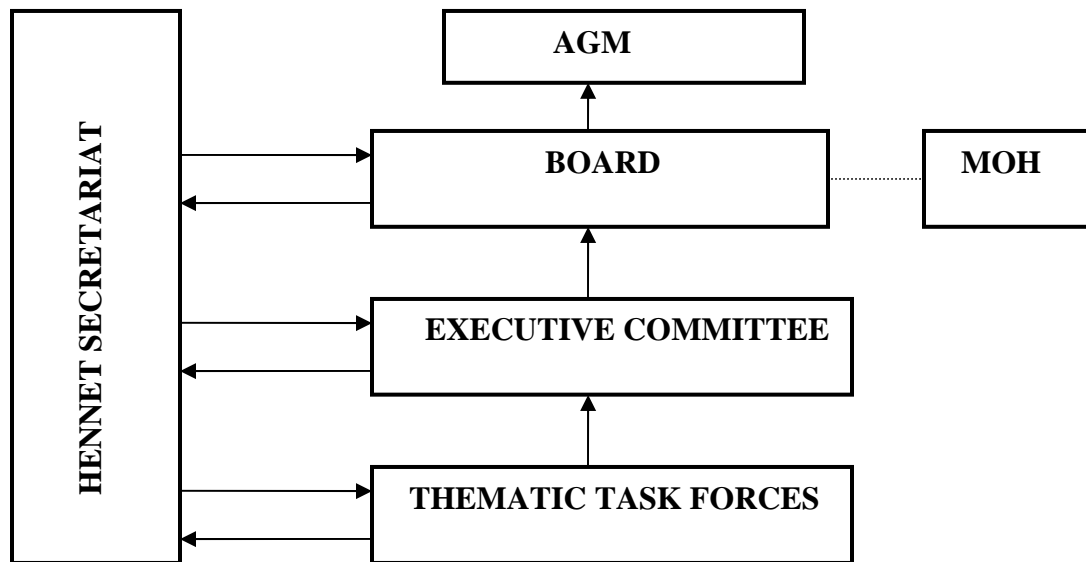 AGM
HENNET SECRETARIAT
BOARD
MOH
EXECUTIVE COMMITTEE
THEMATIC TASK FORCES